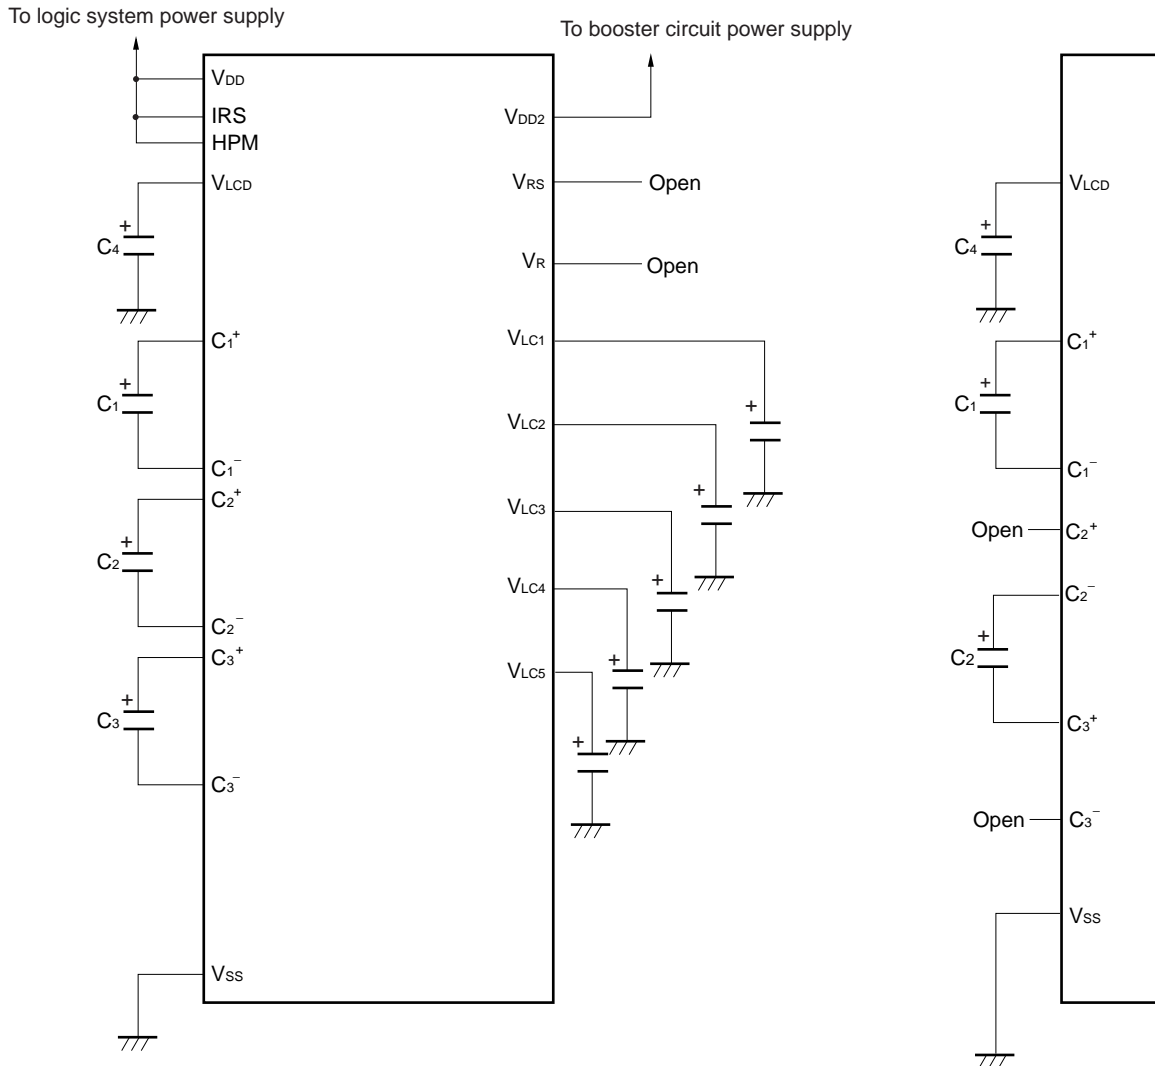 To logic system power supply
To booster circuit power supply
VDD
IRS
HPM
VLCD
+
C4
C1+
+
C1
C1−
C2+
+
C2
C2−
C3+
+
C3
C3−
VSS
VDD2
VRS
Open
VR
Open
VLC1
+
VLC2
+
VLC3
+
VLC4
+
VLC5
+
VLCD
+
C4
C1+
+
C1
C1−
Open
C2+
C2−
+
C2
C3+
Open
C3−
VSS